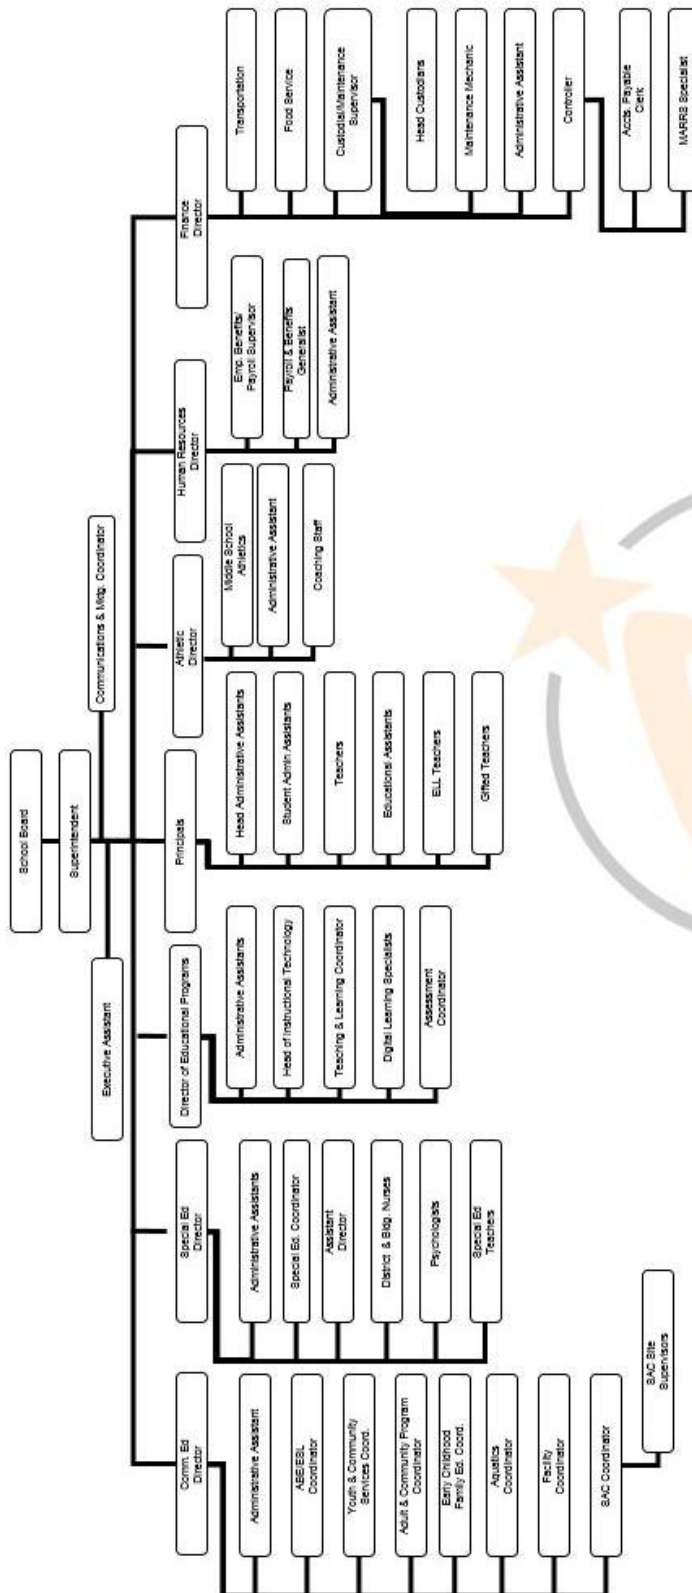 School Board
Superintendent
Executive Assistant
Communications & Mktg. Coordinator
Comm. Ed
Director
Special Ed
Director
Director of Educational Programs
Principals
Athletic
Director
Human Resources
Director
Finance
Director
Administrative Assistant
ABE/ESL
Coordinator
Youth & Community
Services Coord.
Adult & Community Program
Coordinator
Early Childhood
Family Ed. Coord.
Aquatics
Coordinator
Facility
Coordinator
SAC Coordinator
SAC Site
Supervisors
Administrative Assistants
Special Ed. Coordinator
Assistant
Director
District & Bldg. Nurses
Psychologists
Special Ed
Teachers
Administrative Assistants
Head of Instructional Technology
Teaching & Learning Coordinator
Digital Learning Specialists
Assessment
Coordinator
Head Administrative Assistants
Student Admin Assistants
Teachers
Educational Assistants
ELL Teachers
Gifted Teachers
Middle School
Athletics
Administrative Assistant
Coaching Staff
Emp. Benefits/
Payroll Supervisor
Payroll & Benefits
Generalist
Administrative Assistant
Transportation
Food Service
Custodial/Maintenance
Supervisor
Head Custodians
Maintenance Mechanic
Administrative Assistant
Controller
Accts. Payable
Clerk
MARRS Specialist